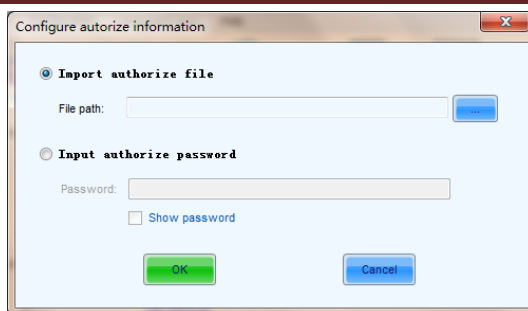 Configure autorize information
Import authorize file
File path:
...
Input authorize password
Password:
Show password
OK
Cancel